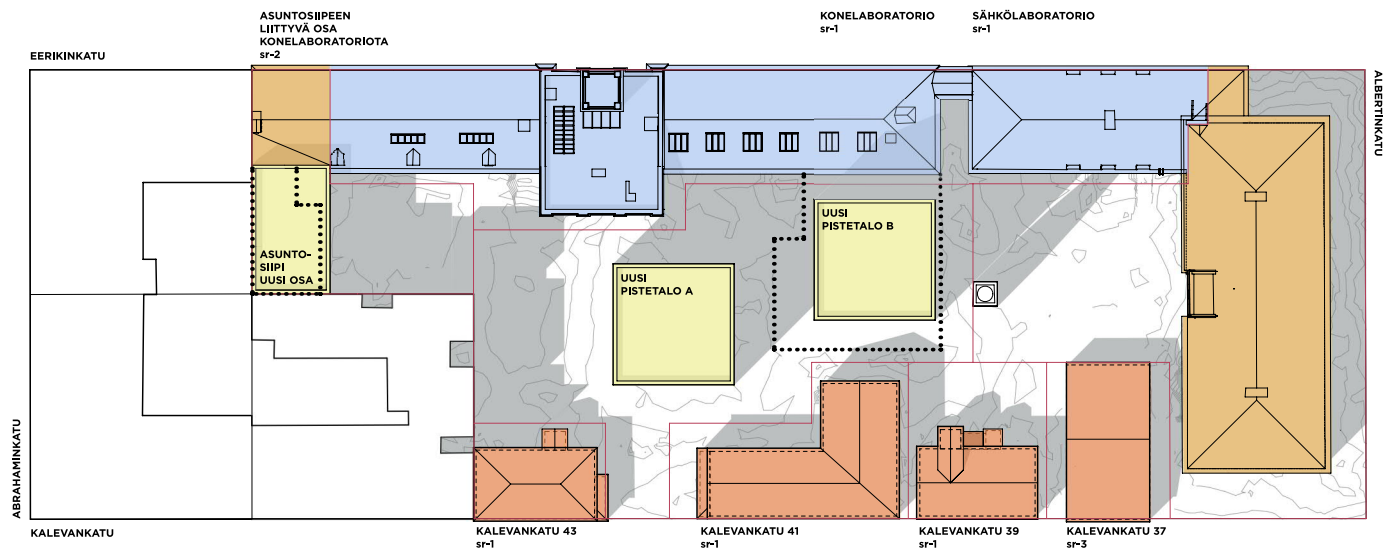 ASUNTOSIIPEEN
LIITTYVÄ OSA
KONELABORATORIOTA
sr-2
KONELABORATORIO
sr-1
SÄHKÖLABORATORIO
sr-1
EERIKINKATU
ALBERTINKATU
ASUNTO-
SIIPI
UUSI OSA
UUSI
PISTETALO A
UUSI
PISTETALO B
ABRAHAMINKATU
KALEVANKATU
KALEVANKATU 43
sr-1
KALEVANKATU 41
sr-1
KALEVANKATU 39
sr-1
KALEVANKATU 37
sr-3